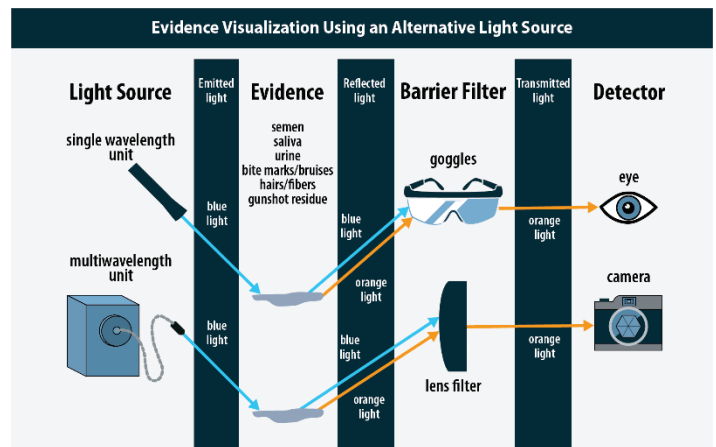 Evidence Visualization Using an Alternative Light Source
Light Source
Emitted
light
Evidence
Reflected
light
Barrier Filter
Transmitted
light
Detector
single wavelength
unit
semen
saliva
urine
bite marks/bruises
hairs/fibers
gunshot residue
goggles
eye
blue
light
blue
light
orange
light
multiwavelength
unit
orange
light
camera
blue
light
blue
light
orange
light
orange
light
lens filter